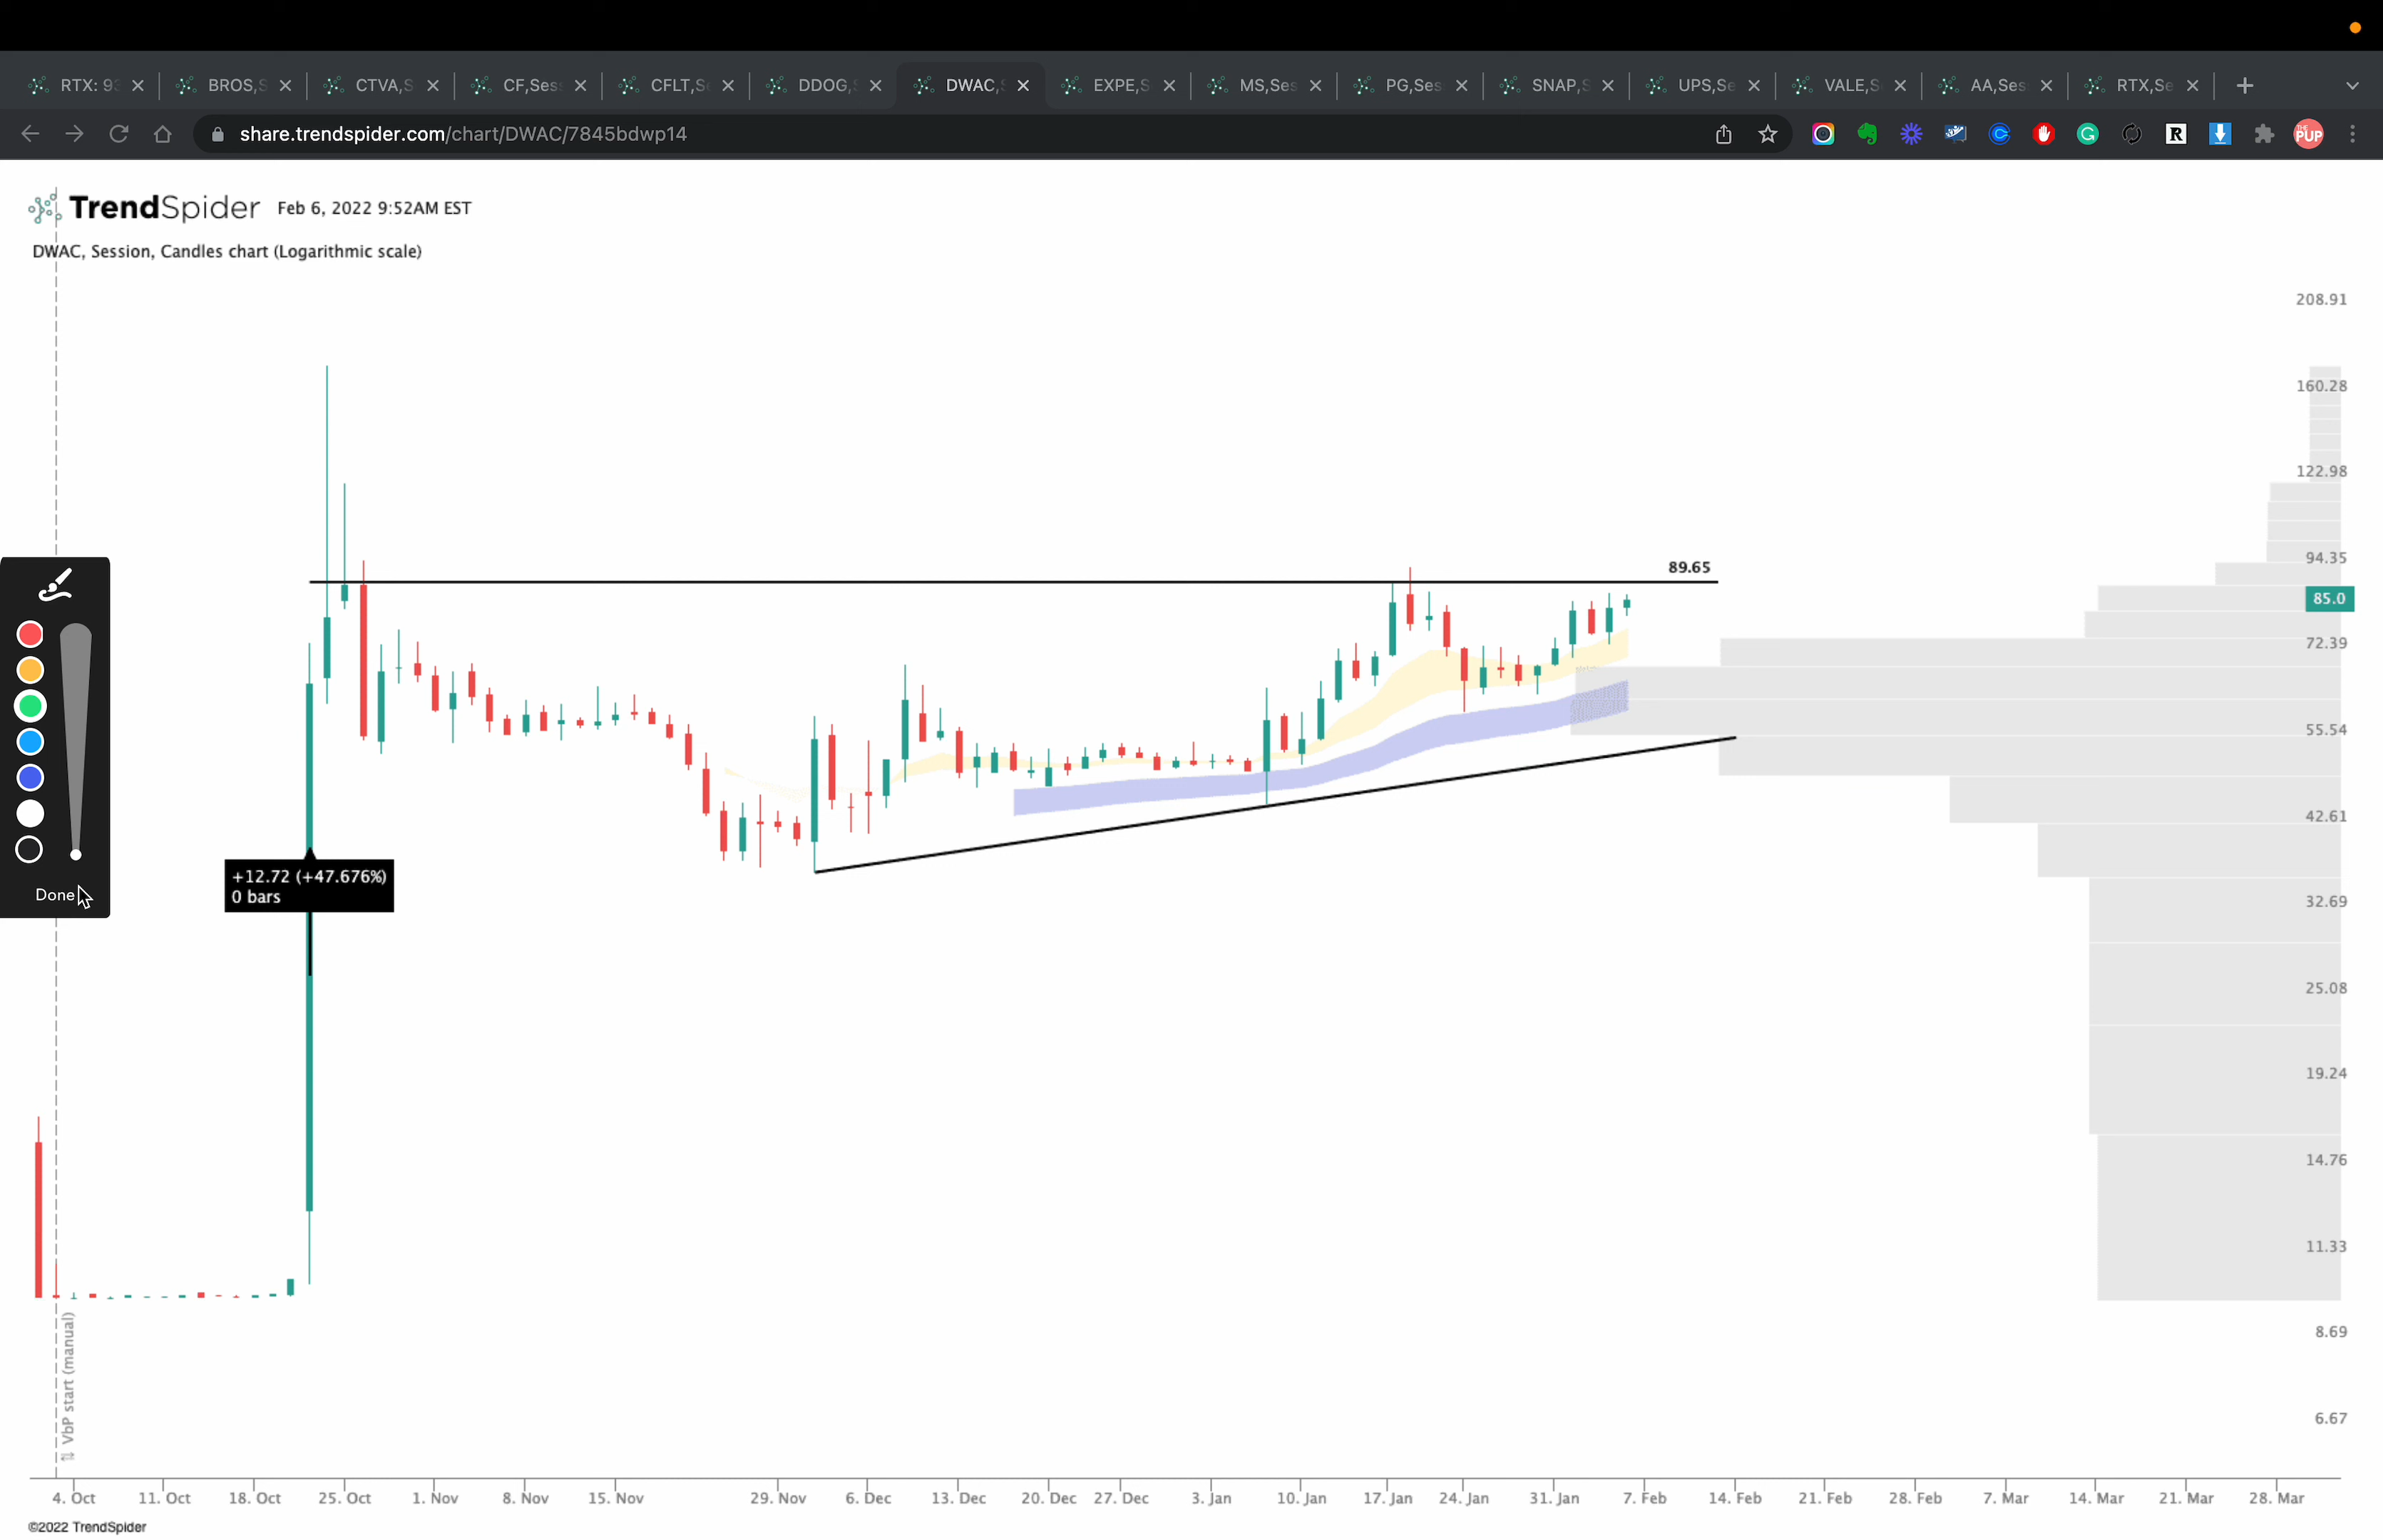 RTX: 93
BROS,S
CTVA,S
CF,Ses
CFLT,Se
DDOG,S
DWAC,S
EXPE,S
MS,Ses
PG,Ses
SNAP,S
UPS,Se
VALE,S
AA,Ses
RTX,Se
share.trendspider.com/chart/DWAC/7845bdwp14
R
THE
PUP
TrendSpider Feb 6, 2022 9:52AM EST
DWAC, Session, Candles chart (Logarithmic scale)
208.91
160.28
122.98
94.35
89.65
85.0
72.39
55.54
42.61
32.69
25.08
19.24
14.76
11.33
8.69
6.67
Done
+12.72 (+47.676%)
0 bars
VbP start (manual)
4. Oct 11. Oct 18. Oct 25. Oct 1. Nov 8. Nov 15. Nov 29. Nov 6. Dec 13. Dec 20. Dec 27. Dec 3. Jan 10. Jan 17. Jan 24. Jan 31. Jan 7. Feb 14. Feb 21. Feb 28. Feb 7. Mar 14. Mar 21. Mar 28. Mar
©2022 TrendSpider